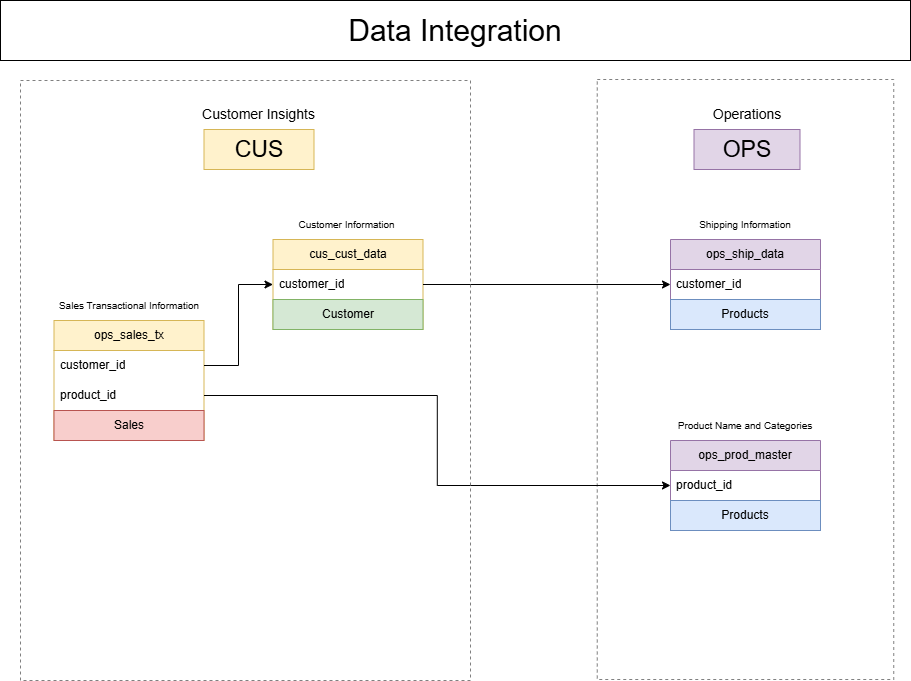 Data Integration
Customer Insights
CUS
Customer Information
cus_cust_data
customer_id
Customer
Sales Transactional Information
ops_sales_tx
customer_id
product_id
Sales
Operations
OPS
Shipping Information
ops_ship_data
customer_id
Products
Product Name and Categories
ops_prod_master
product_id
Products